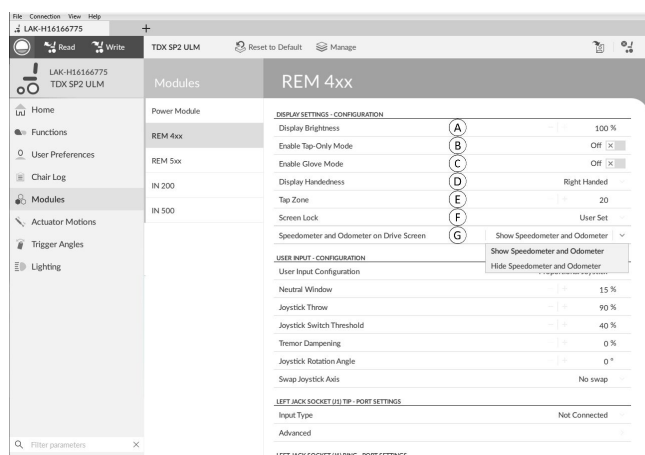 File Connection View Help
LAK-H16166775 +
Read Write TDX SP2 ULM Reset to Default Manage
LAK-H16166775
TDX SP2 ULM
Modules
REM 4xx
Home
Functions
User Preferences
Chair Log
Modules
Actuator Motions
Trigger Angles
Lighting
Filter parameters ×
Power Module
REM 4xx
REM 5xx
IN 200
IN 500
DISPLAY SETTINGS - CONFIGURATION
Display Brightness A 100 %
Enable Tap-Only Mode B Off ×
Enable Glove Mode C Off ×
Display Handedness D Right Handed
Tap Zone E 20
Screen Lock F User Set
Speedometer and Odometer on Drive Screen G Show Speedometer and Odometer
Show Speedometer and Odometer
Hide Speedometer and Odometer
USER INPUT - CONFIGURATION
User Input Configuration
Neutral Window 15 %
Joystick Throw 90 %
Joystick Switch Threshold 40 %
Tremor Dampening 0 %
Joystick Rotation Angle 0 °
Swap Joystick Axis No swap
LEFT JACK SOCKET (J1) TIP - PORT SETTINGS
Input Type Not Connected
Advanced